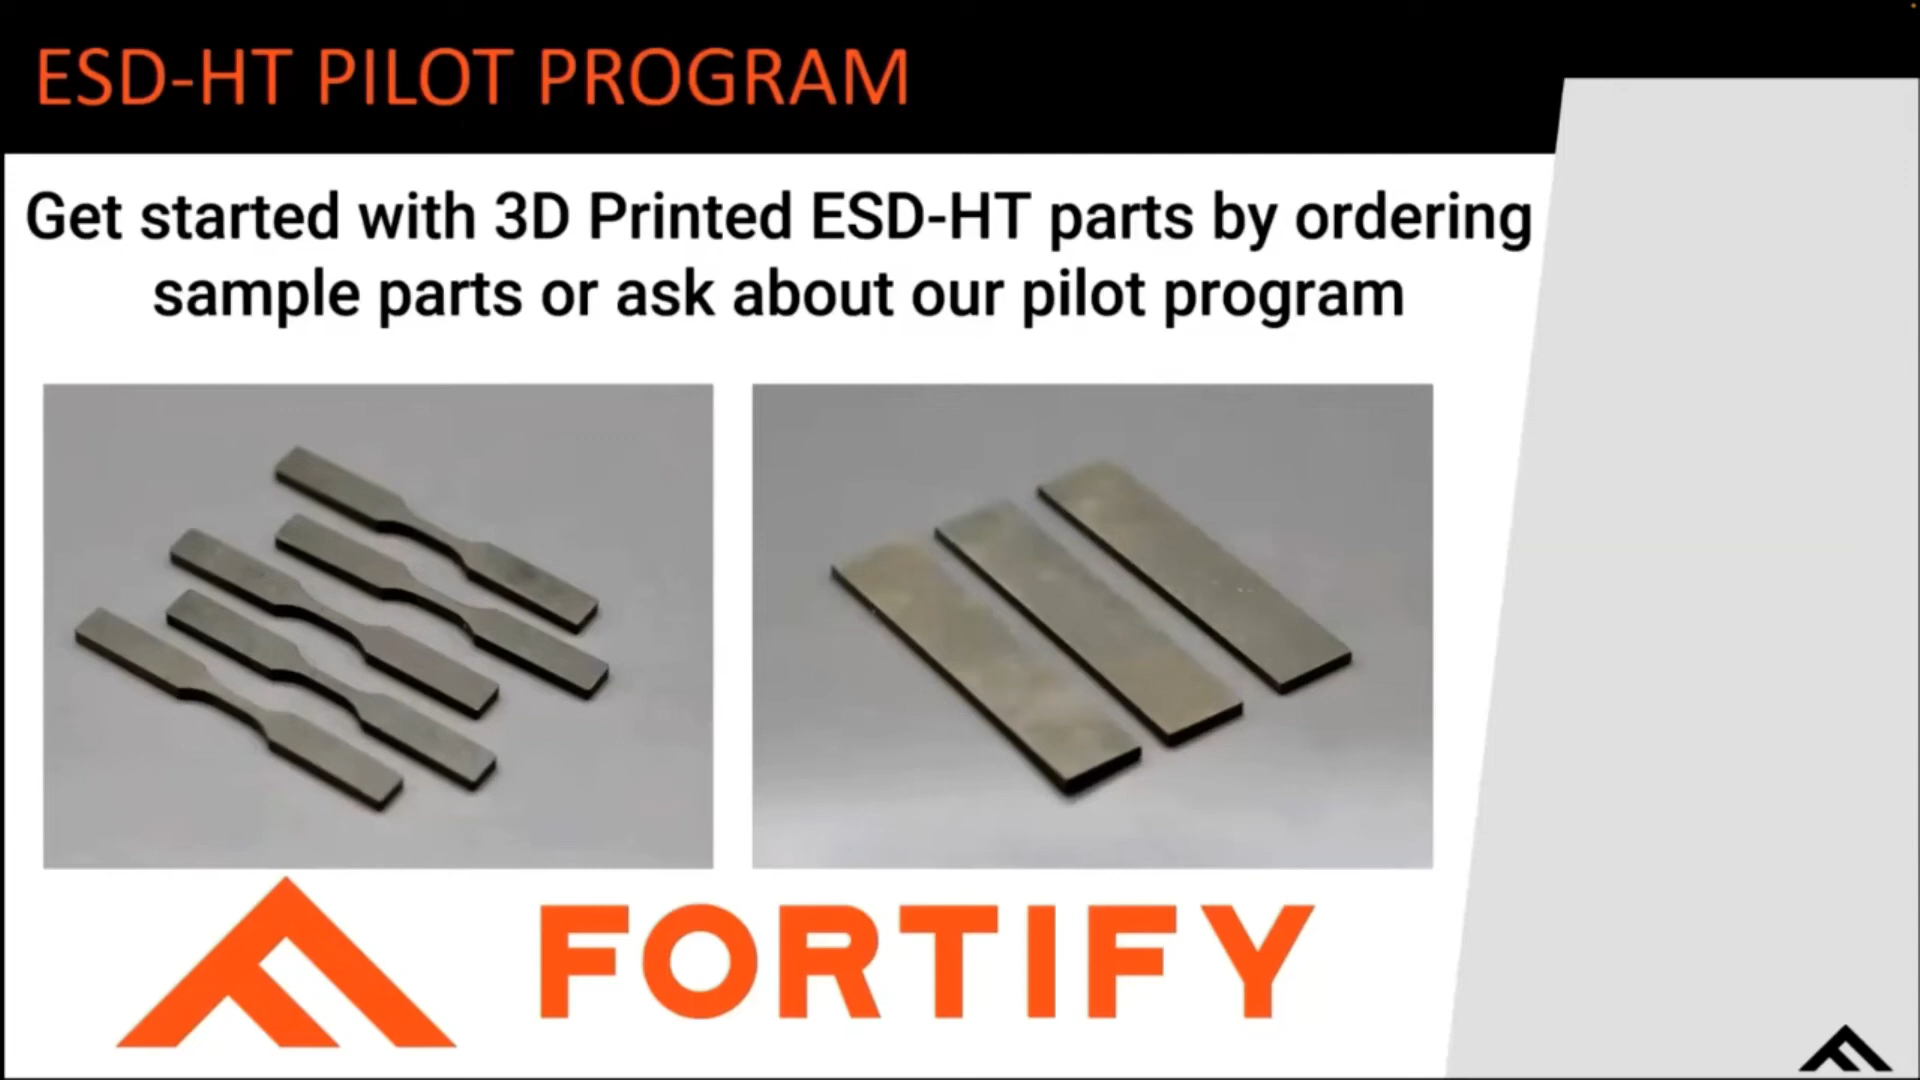 ESD-HT PILOT PROGRAM
Get started with 3D Printed ESD-HT parts by ordering
sample parts or ask about our pilot program
FORTIFY